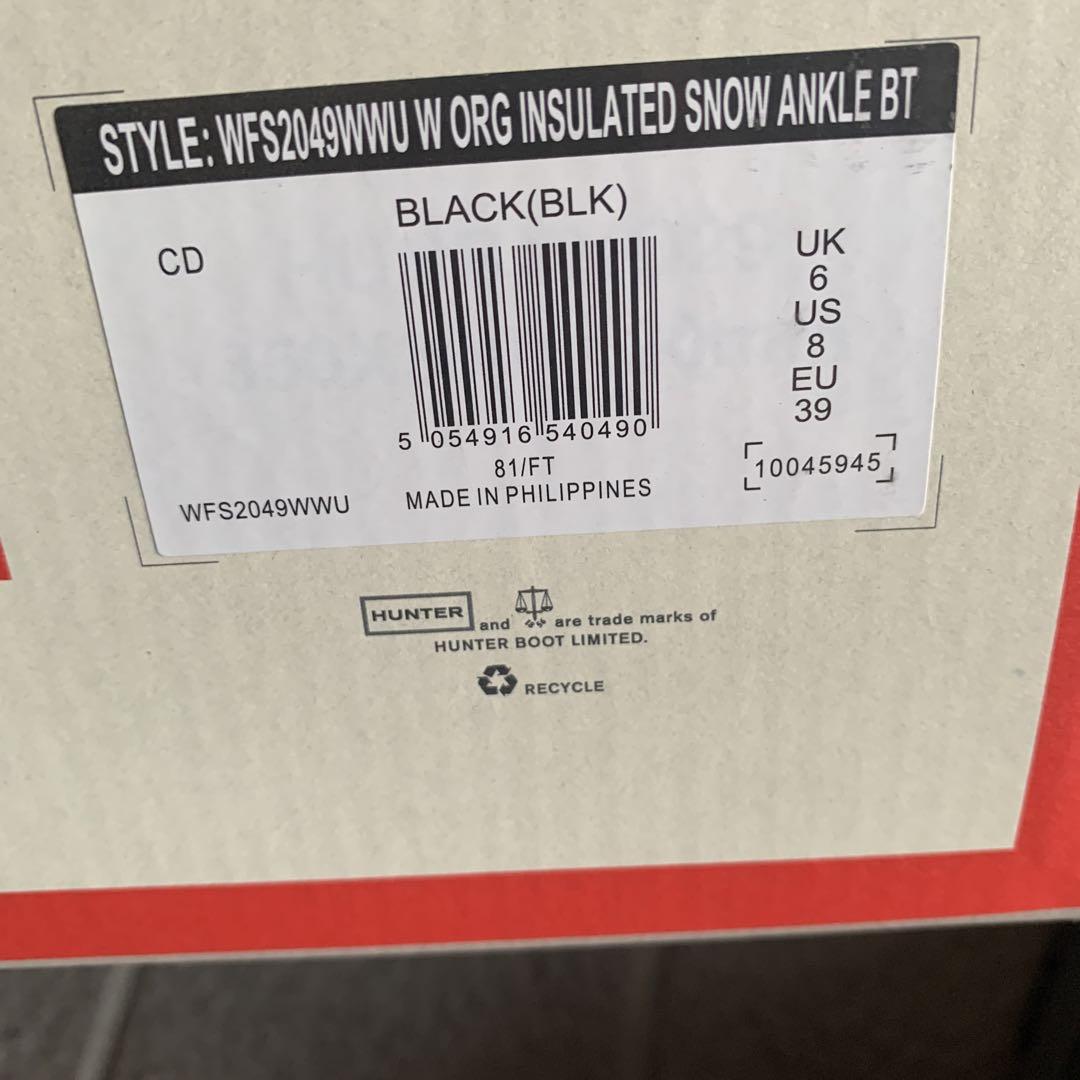 STYLE: WFS2049WWU W ORG INSULATED SNOW ANKLE BT
BLACK(BLK)
CD
UK
6
US
8
EU
39
5 054916 540490
81/FT
MADE IN PHILIPPINES
10045945
WFS2049WWU
HUNTER and are trade marks of
HUNTER BOOT LIMITED.
RECYCLE